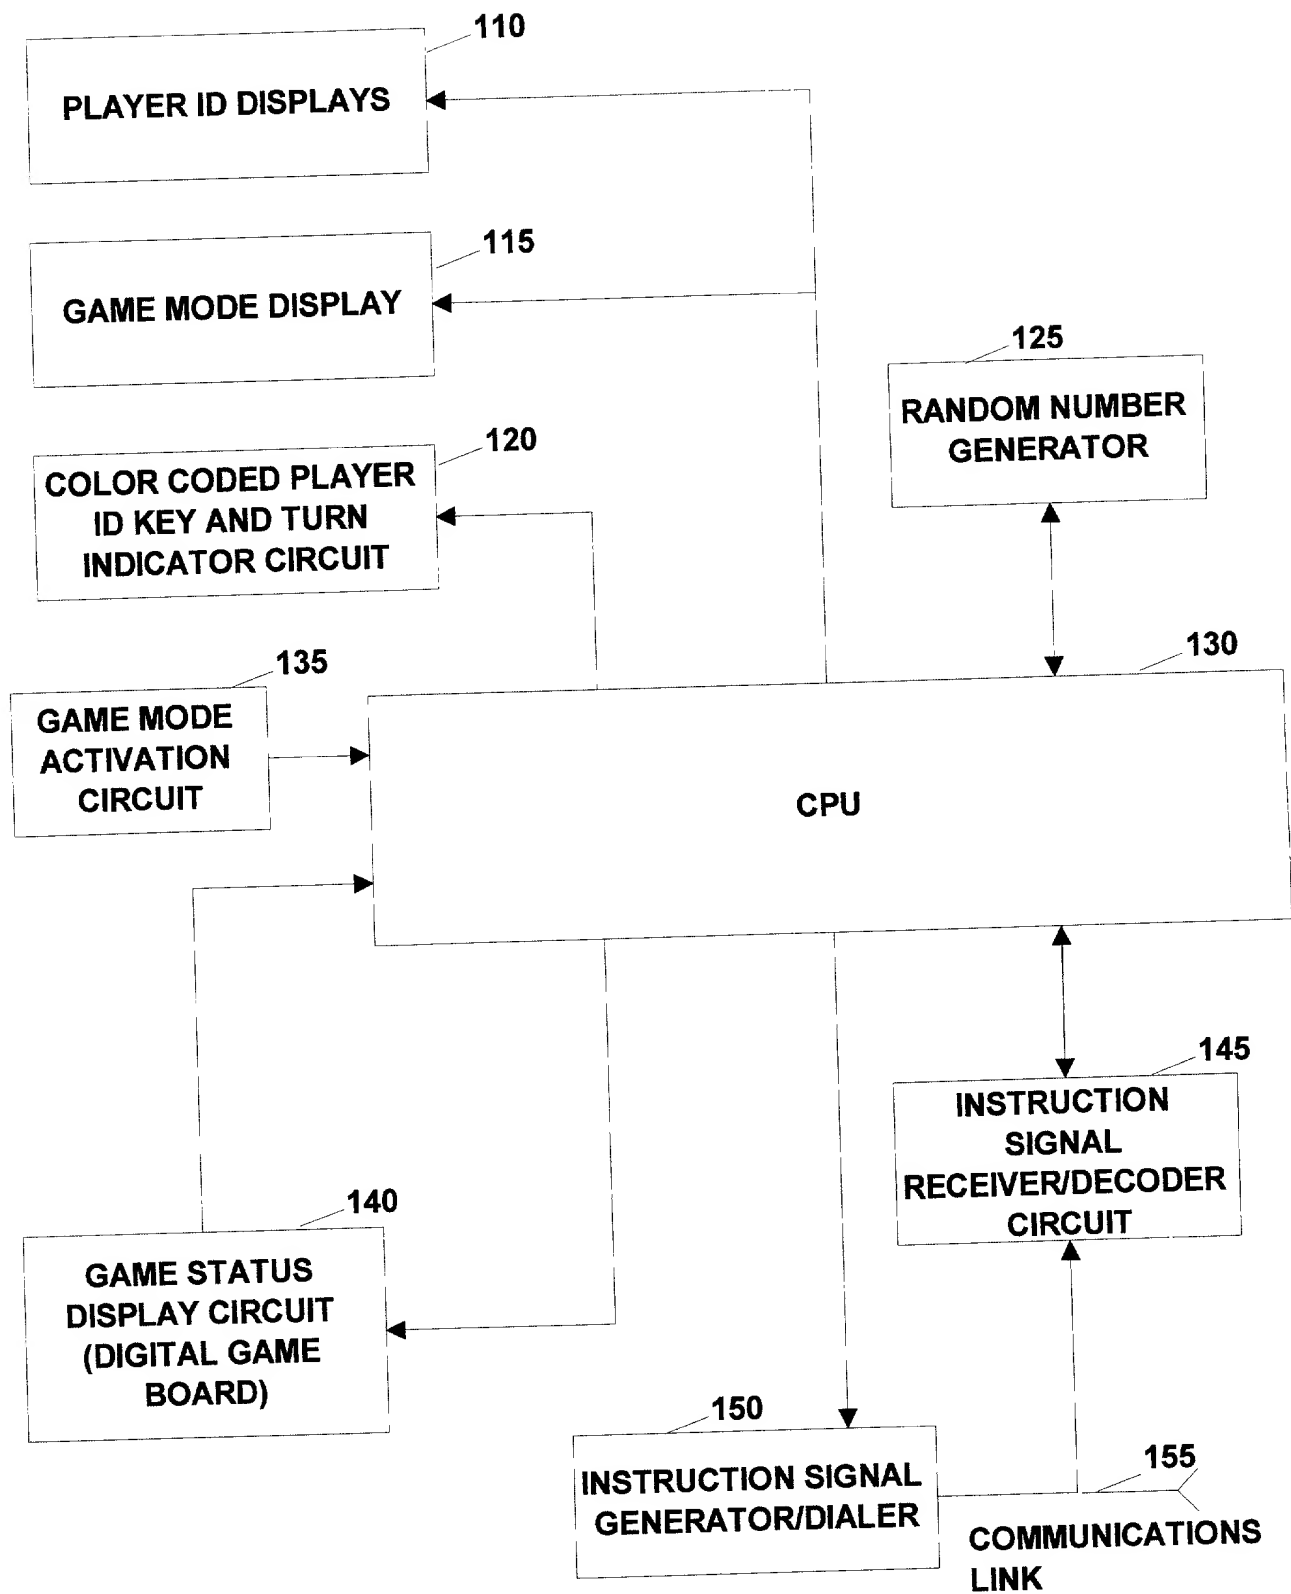 110
PLAYER ID DISPLAYS
115
GAME MODE DISPLAY
125
RANDOM NUMBER
GENERATOR
120
COLOR CODED PLAYER
ID KEY AND TURN
INDICATOR CIRCUIT
130
135
GAME MODE
ACTIVATION
CIRCUIT
CPU
145
INSTRUCTION
SIGNAL
RECEIVER/DECODER
CIRCUIT
140
GAME STATUS
DISPLAY CIRCUIT
(DIGITAL GAME
BOARD)
150
INSTRUCTION SIGNAL
GENERATOR/DIALER
155
COMMUNICATIONS
LINK